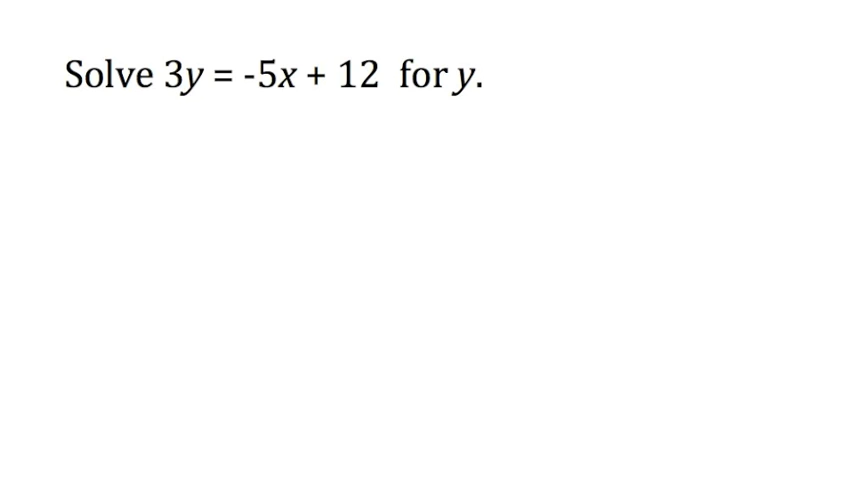 Solve 3y = -5x + 12 for y.